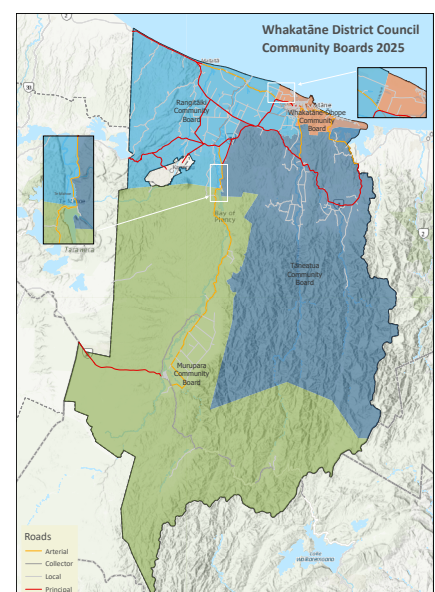 Whakatāne District Council
Community Boards 2025
Rangitāiki
Community
Board
Whakatāne-Ōhope
Community
Board
Bay of
Plenty
Tāneatua
Community
Board
Murupara
Community
Board
Lake
Roads
Arterial
Collector
Local
Principal